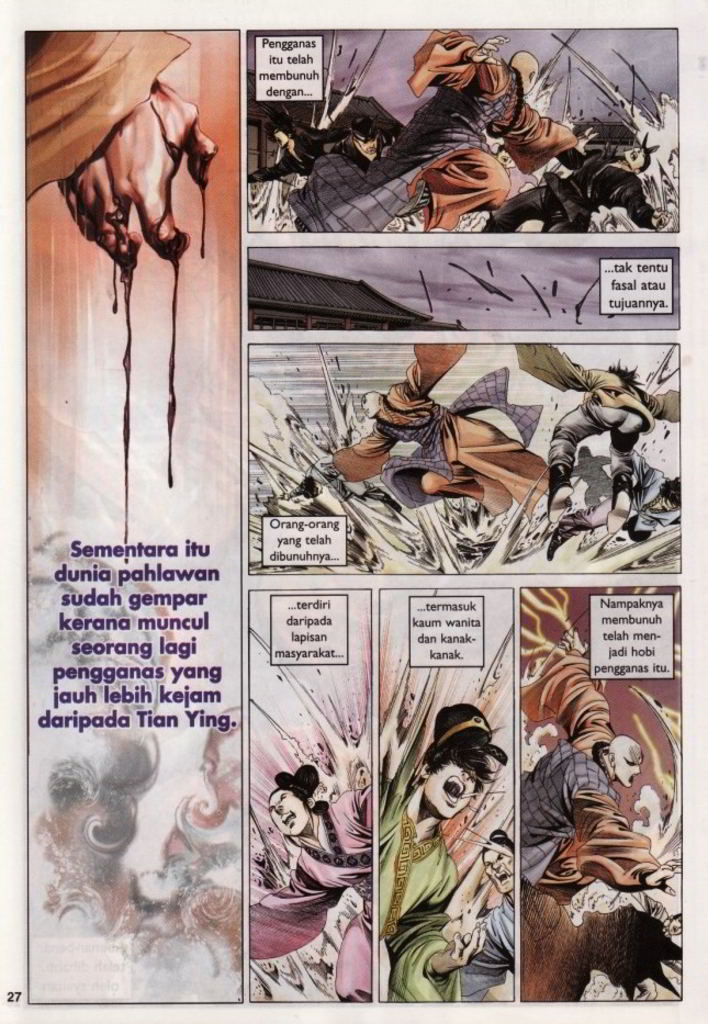 Sementara itu
dunia pahlawan
sudah gempar
kerana muncul
seorang lagi
pengganas yang
jauh lebih kejam
daripada Tian Ying.
Pengganas
itu telah
membunuh
dengan...
...tak tentu
fasal atau
tujuannya.
Orang-orang
yang telah
dibunuhnya...
...terdiri
daripada
lapisan
masyarakat...
...termasuk
kaum wanita
dan kanak-
kanak.
Nampaknya
membunuh
telah men-
jadi hobi
pengganas itu.
27